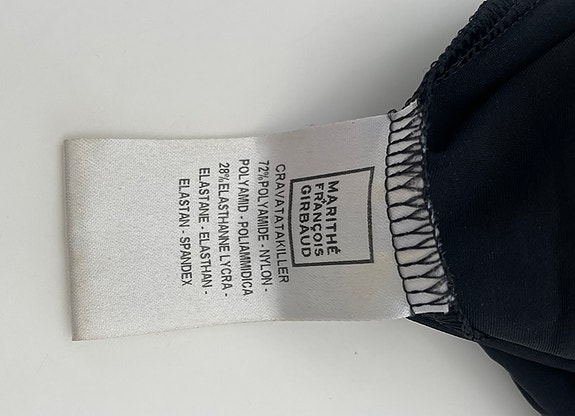 MARITHÉ
+
FRANÇOIS
GIRBAUD
CRAVATATAKILLER
72%POLYAMIDE - NYLON -
POLYAMID - POLIAMMIDICA
28%ELASTHANNE LYCRA -
ELASTANE - ELASTHAN -
ELASTAN - SPANDEX